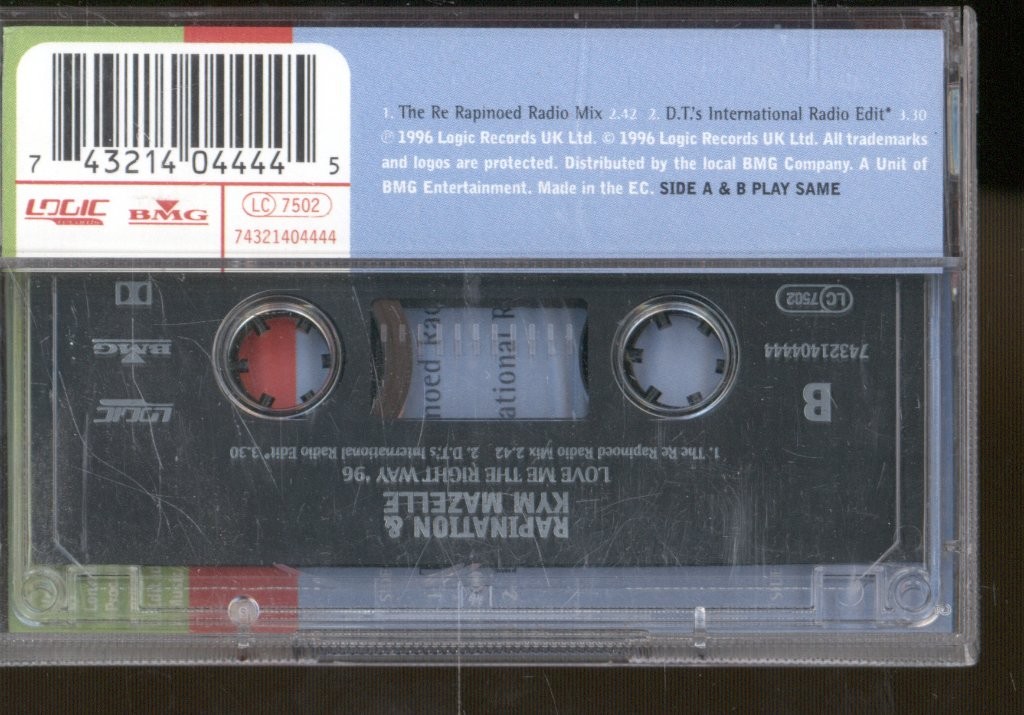 1. The Re Rapinoed Radio Mix 2.42 2. D.T.'s International Radio Edit* 3.30
℗ 1996 Logic Records UK Ltd. © 1996 Logic Records UK Ltd. All trademarks
and logos are protected. Distributed by the local BMG Company. A Unit of
BMG Entertainment. Made in the EC. SIDE A & B PLAY SAME
7 43214 04444 5
LOGIC
RECORDS
BMG
LC 7502
74321404444
LC 7502
BMG
74321404444
LOGIC
B
noed Rad
ational R
1. The Re Rapinoed Radio Mix 2.42 2. D.T.'s International Radio Edit* 3.30
LOVE ME THE RIGHT WAY '96
RAPINATION &
KYM MAZELLE